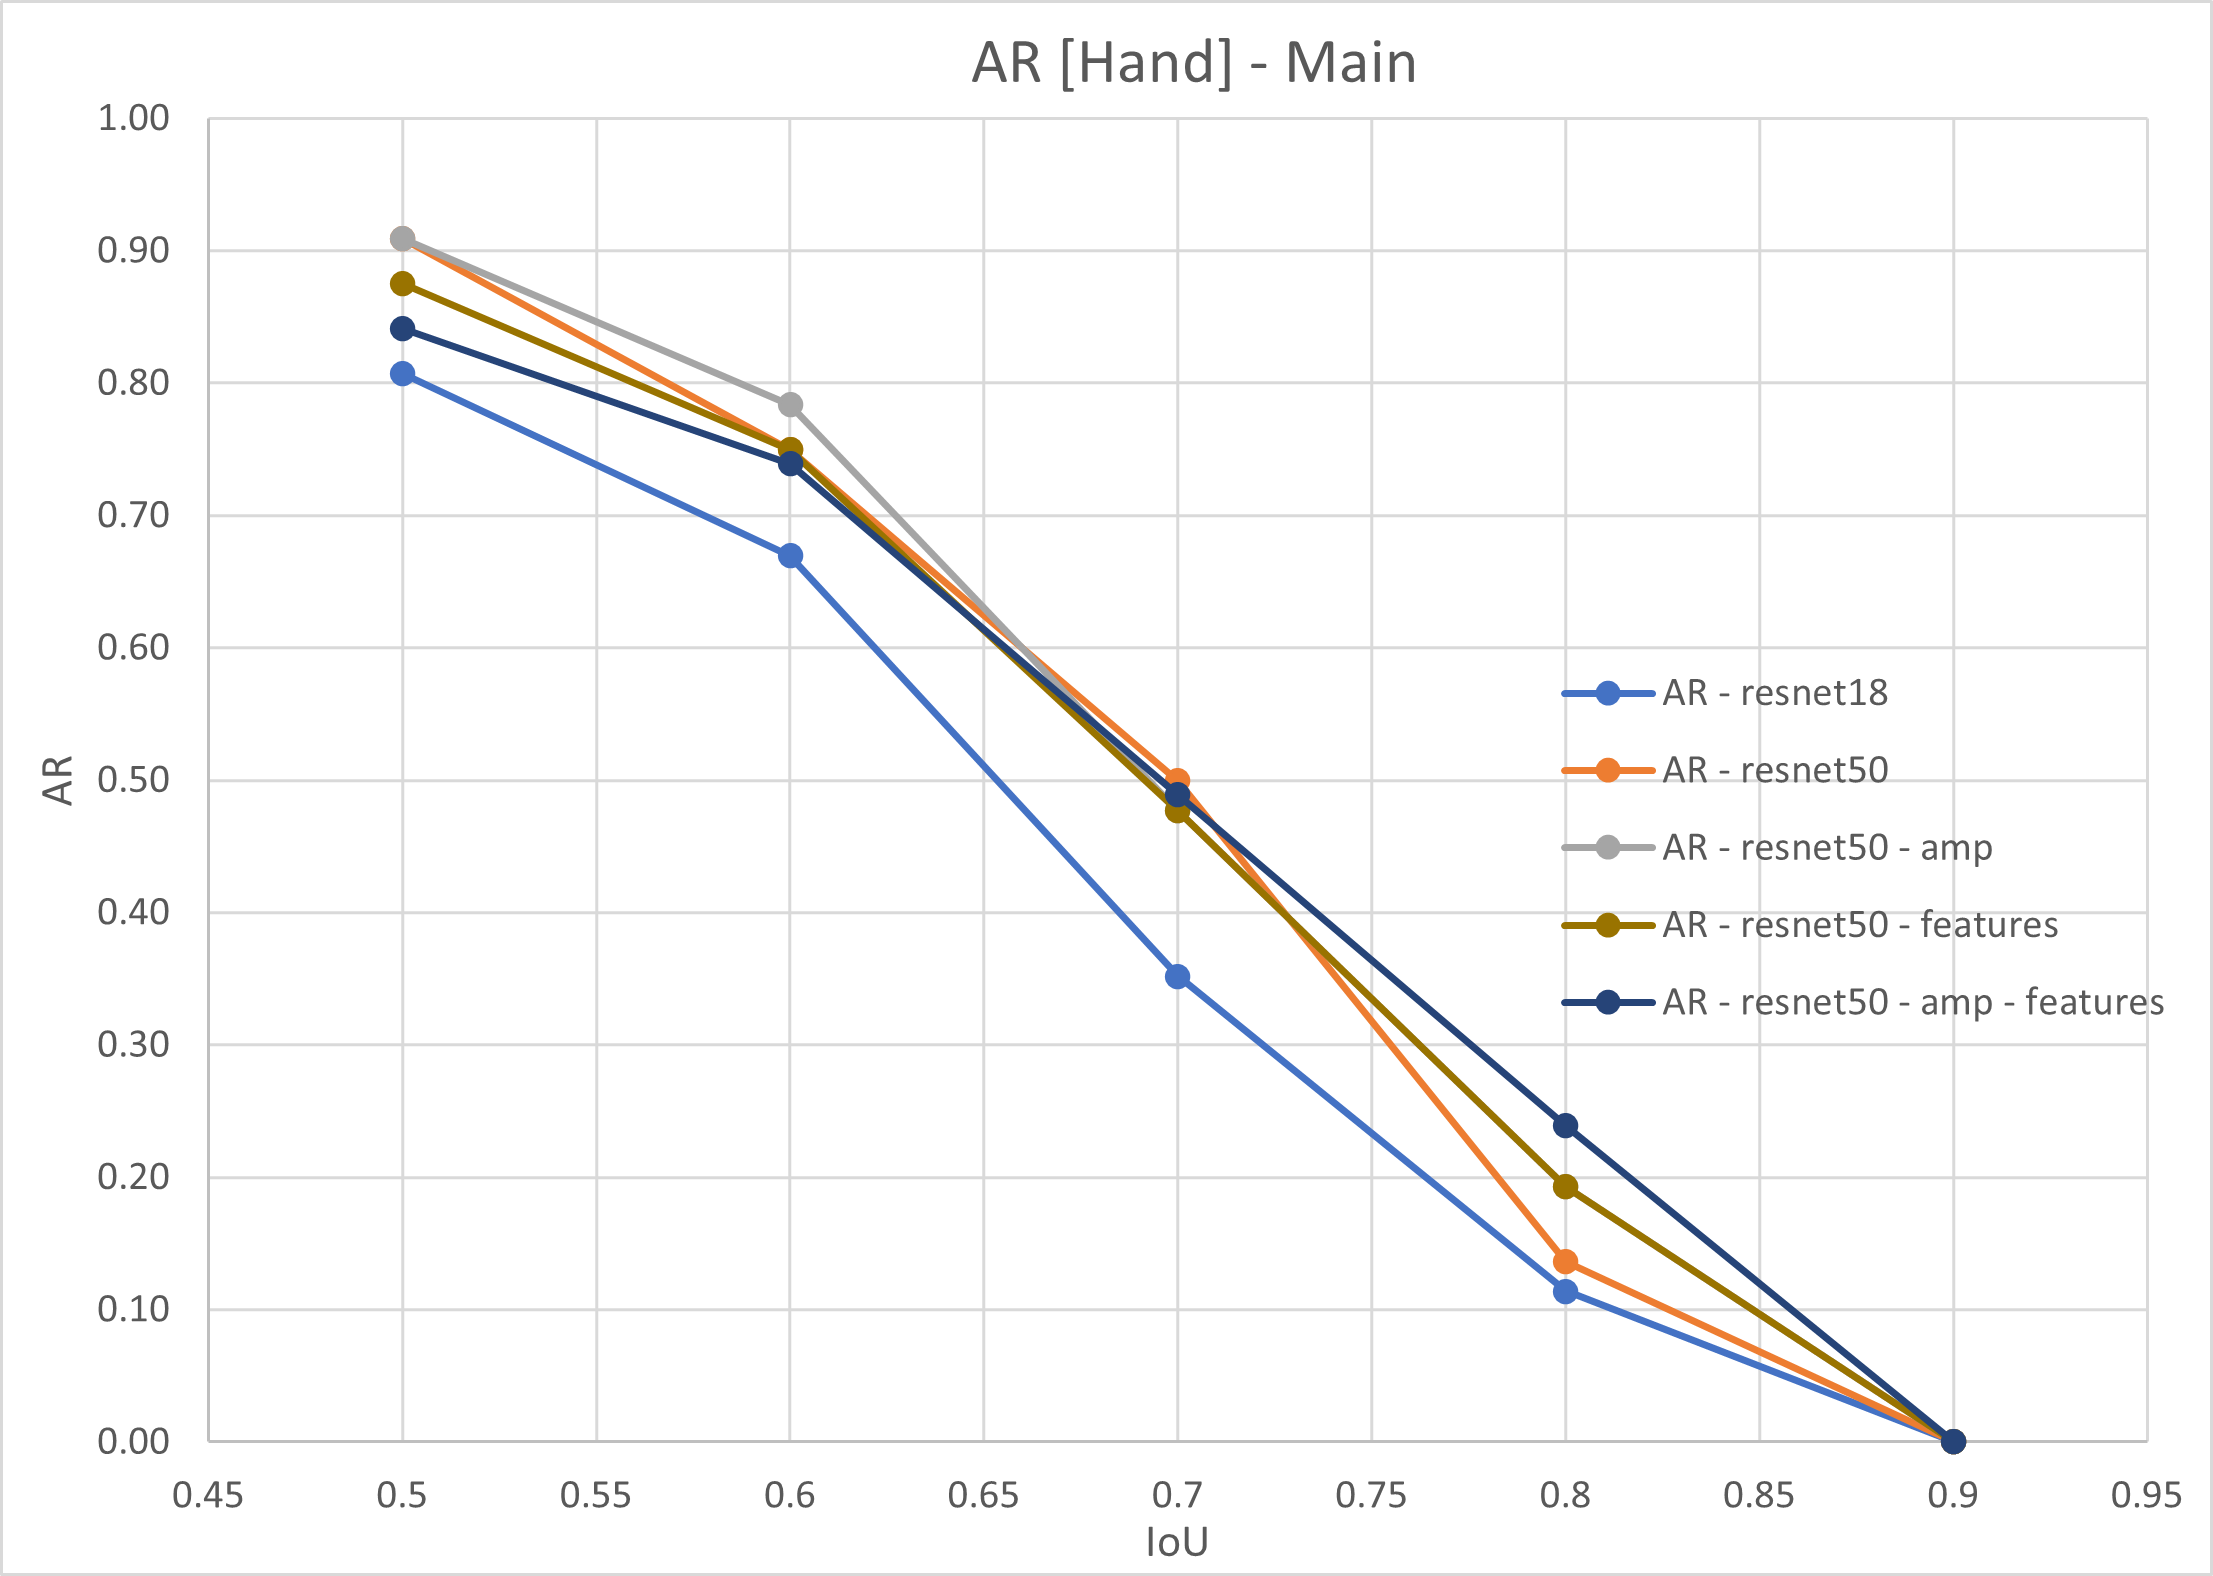 AR [Hand] - Main
1.00
0.90
0.80
0.70
0.60
0.50
0.40
0.30
0.20
0.10
0.00
AR
AR - resnet18
AR - resnet50
AR - resnet50 - amp
AR - resnet50 - features
AR - resnet50 - amp - features
0.45 0.5 0.55 0.6 0.65 0.7 0.75 0.8 0.85 0.9 0.95
IoU